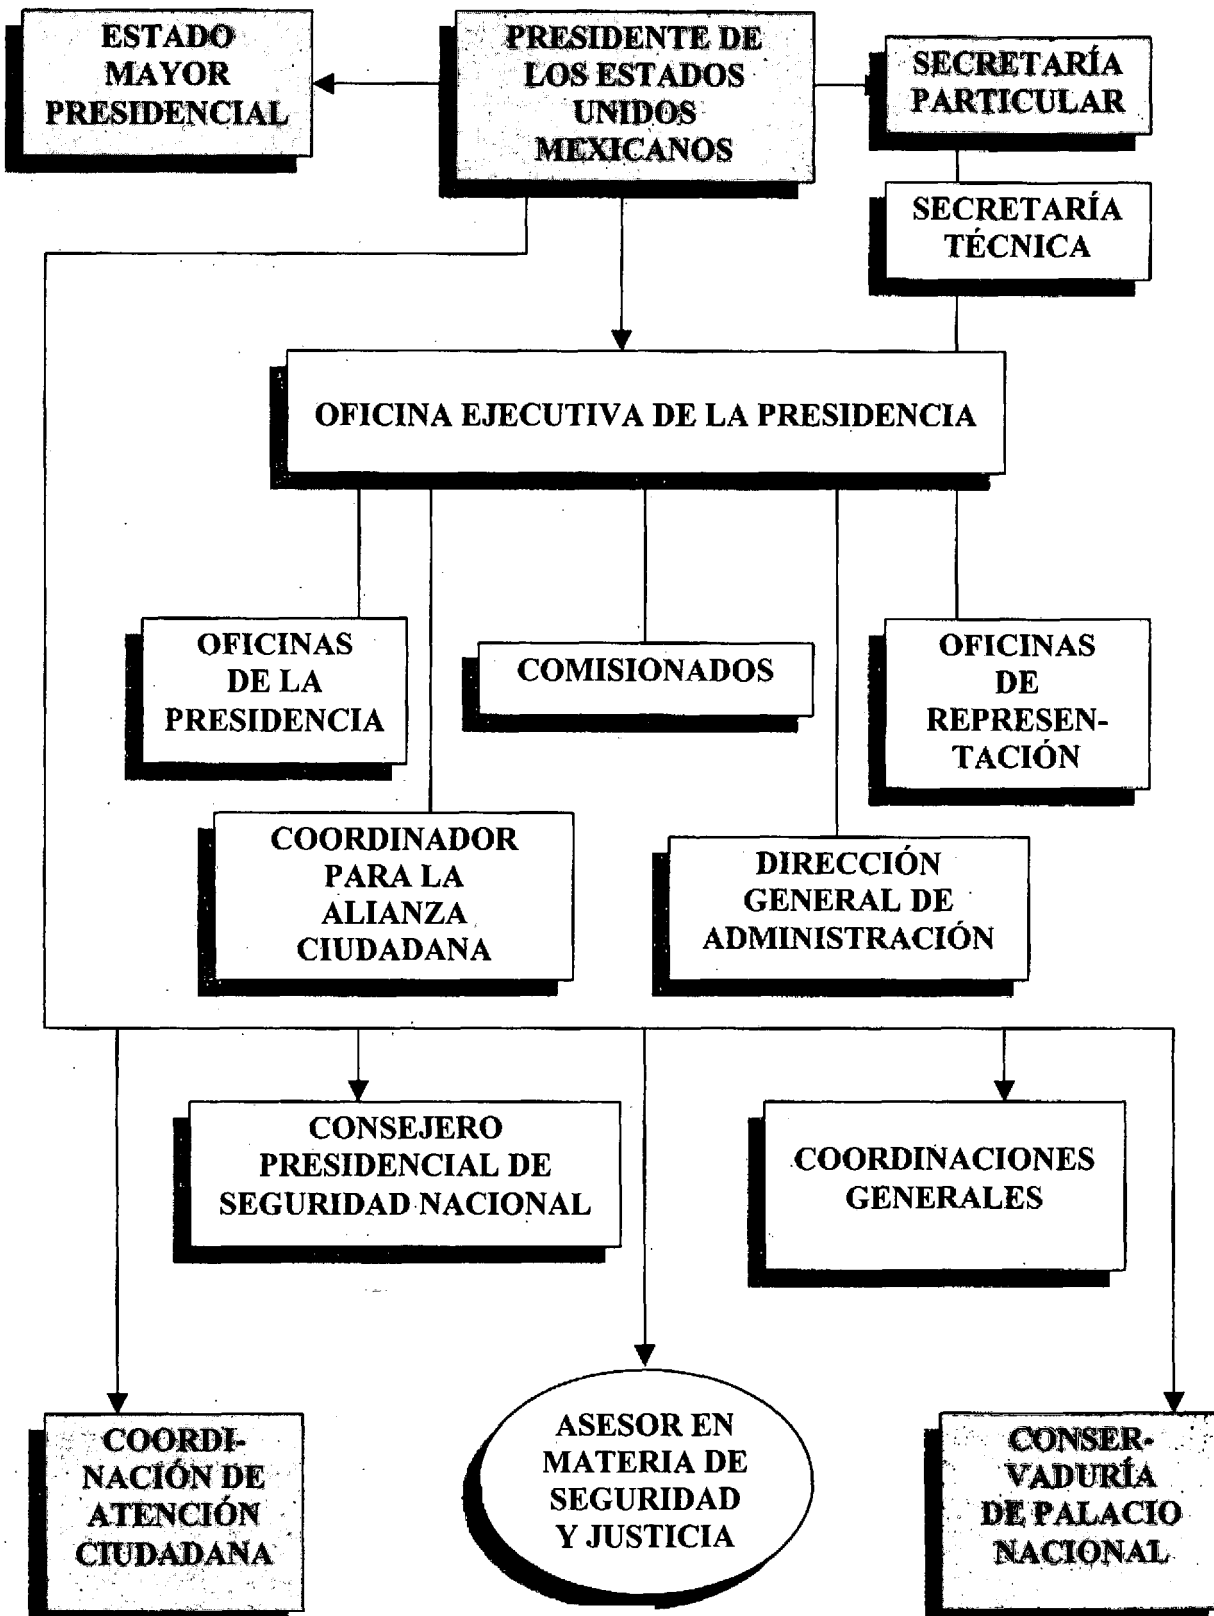 ESTADO
MAYOR
PRESIDENCIAL
PRESIDENTE DE
LOS ESTADOS
UNIDOS
MEXICANOS
SECRETARÍA
PARTICULAR
SECRETARÍA
TÉCNICA
OFICINA EJECUTIVA DE LA PRESIDENCIA
OFICINAS
DE LA
PRESIDENCIA
COMISIONADOS
OFICINAS
DE
REPRESEN-
TACIÓN
COORDINADOR
PARA LA
ALIANZA
CIUDADANA
DIRECCIÓN
GENERAL DE
ADMINISTRACIÓN
CONSEJERO
PRESIDENCIAL DE
SEGURIDAD NACIONAL
COORDINACIONES
GENERALES
COORDI-
NACIÓN DE
ATENCIÓN
CIUDADANA
ASESOR EN
MATERIA DE
SEGURIDAD
Y JUSTICIA
CONSER-
VADURÍA
DE PALACIO
NACIONAL